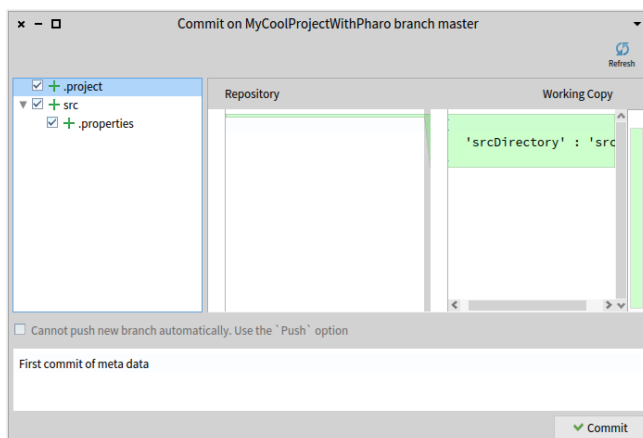 Commit on MyCoolProjectWithPharo branch master
Refresh
.project
src
.properties
Repository
Working Copy
'srcDirectory' : 'src
Cannot push new branch automatically. Use the `Push` option
First commit of meta data
Commit